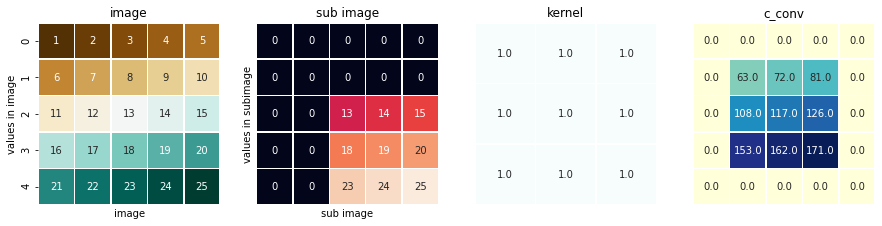 image
sub image
kernel
c_conv
values in image
0 1 2 3 4 5
1 6 7 8 9 10
2 11 12 13 14 15
3 16 17 18 19 20
4 21 22 23 24 25
image
values in subimage
0 0 0 0 0
0 0 0 0 0
0 0 13 14 15
0 0 18 19 20
0 0 23 24 25
sub image
1.0 1.0 1.0
1.0 1.0 1.0
1.0 1.0 1.0
0.0 0.0 0.0 0.0 0.0
0.0 63.0 72.0 81.0 0.0
0.0 108.0 117.0 126.0 0.0
0.0 153.0 162.0 171.0 0.0
0.0 0.0 0.0 0.0 0.0